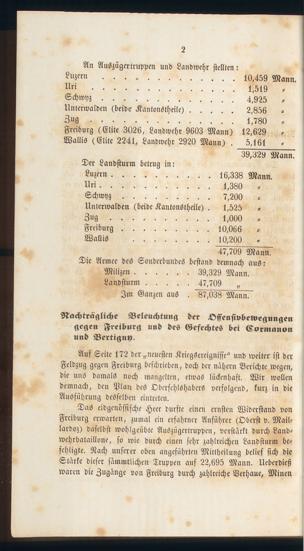 2
An Auszügertruppen und Landwehr stellten:
Luzern . . . . . . . . . . 10,459 Mann.
Uri . . . . . . . . . . 1,519 "
Schwyz . . . . . . . . . . 4,925 "
Unterwalden (beide Kantonstheile) . . . . 2,856 "
Zug . . . . . . . . . . 1,780 "
Freiburg (Elite 3026, Landwehr 9603 Mann) 12,629 "
Wallis (Elite 2241, Landwehr 2920 Mann) . 5,161 "
39,329 Mann.
Der Landsturm betrug in:
Luzern . . . . . . . . 16,338 Mann.
Uri . . . . . . . . 1,380 "
Schwyz . . . . . . . . 7,200 "
Unterwalden (beide Kantonstheile) . 1,525 "
Zug . . . . . . . . 1,000 "
Freiburg . . . . . . . . 10,066 "
Wallis . . . . . . . . 10,200 "
47,709 Mann.
Die Armee des Sonderbundes bestand demnach aus:
Milizen . . . . . . 39,329 Mann.
Landsturm . . . . . 47,709 "
Im Ganzen aus . 87,038 Mann.
Nachträgliche Beleuchtung der Offensivbewegungen
gegen Freiburg und des Gefechtes bei Cormanon
und Bertigny.
Auf Seite 172 der „neuesten Kriegsereignisse" und weiter ist der
Feldzug gegen Freiburg beschrieben, doch der nähern Berichte wegen,
die uns damals noch mangelten, etwas lückenhaft. Wir wollen
demnach, den Plan des Oberfehlshabers verfolgend, kurz in die
Ausführung desselben eintreten.
Das eidgenössische Heer durfte einen ernsten Widerstand von
Freiburg erwarten, zumal ein erfahrner Anführer (Oberst v. Mail-
lardoz) daselbst wohlgeübte Auszügertruppen, verstärkt durch Land-
wehrbataillone, so wie durch einen sehr zahlreichen Landsturm be-
fehligte. Nach unserer oben angeführten Mittheilung belief sich die
Stärke dieser sämmtlichen Truppen auf 22,695 Mann. Ueberdieß
waren die Zugänge von Freiburg durch zahlreiche Verhaue, Minen